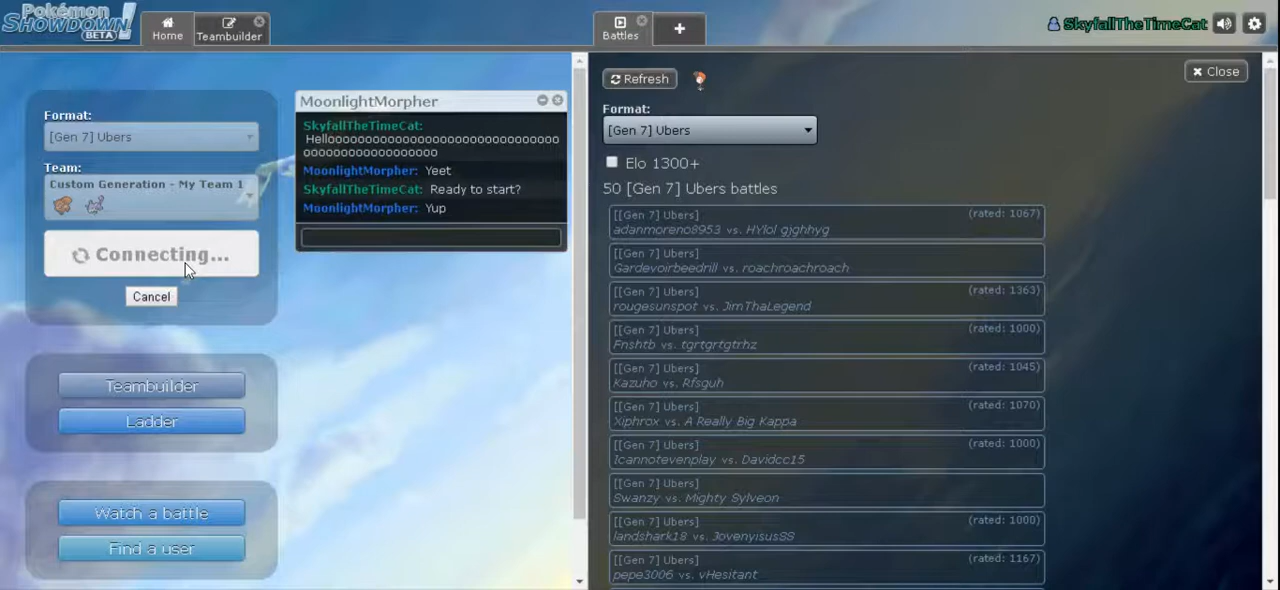 Pokémon
SHOWDOWN!
BETA
Home
Teambuilder
Battles
+
SkyfallTheTimeCat
Format:
[Gen 7] Ubers
Team:
Custom Generation - My Team 1
Connecting...
Cancel
Teambuilder
Ladder
Watch a battle
Find a user
MoonlightMorpher
SkyfallTheTimeCat:
Helloooooooooooooooooooooooooooooo
oooooooooooooooooo
MoonlightMorpher: Yeet
SkyfallTheTimeCat: Ready to start?
MoonlightMorpher: Yup
Refresh
Close
Format:
[Gen 7] Ubers
Elo 1300+
50 [Gen 7] Ubers battles
[[Gen 7] Ubers] (rated: 1067)
adanmoreno8953 vs. HYlol gjghhyg
[[Gen 7] Ubers]
Gardevoirbeedrill vs. roachroachroach
[[Gen 7] Ubers] (rated: 1363)
rougesunspot vs. JimThaLegend
[[Gen 7] Ubers] (rated: 1000)
Fnshtb vs. tgrtgrtgtrhz
[[Gen 7] Ubers] (rated: 1045)
Kazuho vs. Rfsguh
[[Gen 7] Ubers] (rated: 1070)
Xiphrox vs. A Really Big Kappa
[[Gen 7] Ubers] (rated: 1000)
Icannotevenplay vs. Davidcc15
[[Gen 7] Ubers]
Swanzy vs. Mighty Sylveon
[[Gen 7] Ubers] (rated: 1000)
landshark18 vs. JovenyisusSS
[[Gen 7] Ubers] (rated: 1167)
pepe3006 vs. vHesitant